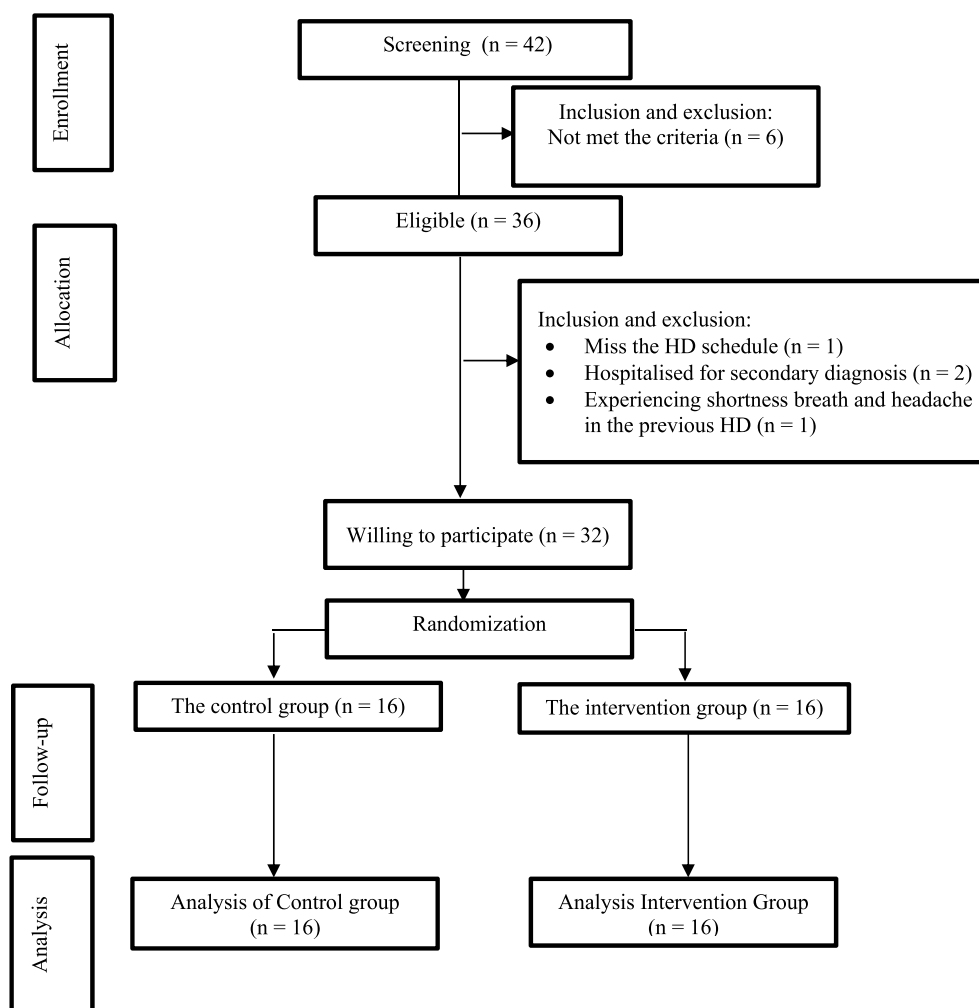 Enrollment
Screening (n = 42)
Inclusion and exclusion:
Not met the criteria (n = 6)
Eligible (n = 36)
Allocation
Inclusion and exclusion:
• Miss the HD schedule (n = 1)
• Hospitalised for secondary diagnosis (n = 2)
• Experiencing shortness breath and headache
in the previous HD (n = 1)
Willing to participate (n = 32)
Randomization
Follow-up
The control group (n = 16)
The intervention group (n = 16)
Analysis
Analysis of Control group
(n = 16)
Analysis Intervention Group
(n = 16)